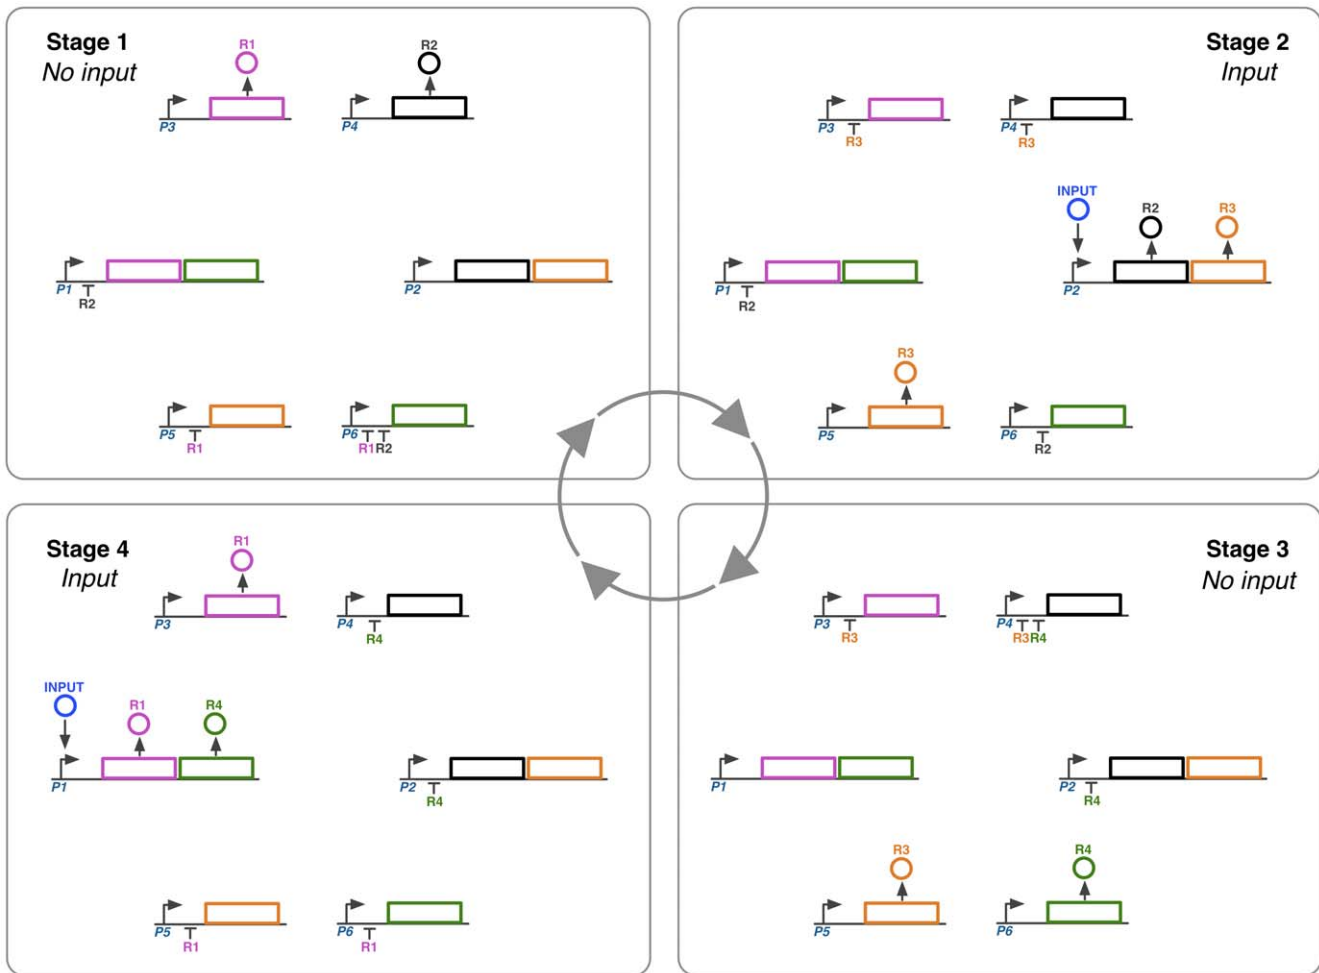 Stage 1
No input
R1
R2
P3
P4
P1
R2
P2
P5
R1
P6
R1R2
Stage 2
Input
P3
R3
P4
R3
INPUT
R2
R3
P1
R2
P2
R3
P5
P6
R2
Stage 4
Input
R1
P3
P4
R4
INPUT
R1
R4
P1
P2
R4
P5
R1
P6
R1
Stage 3
No input
P3
R3
P4
R3R4
P1
P2
R4
R3
R4
P5
P6